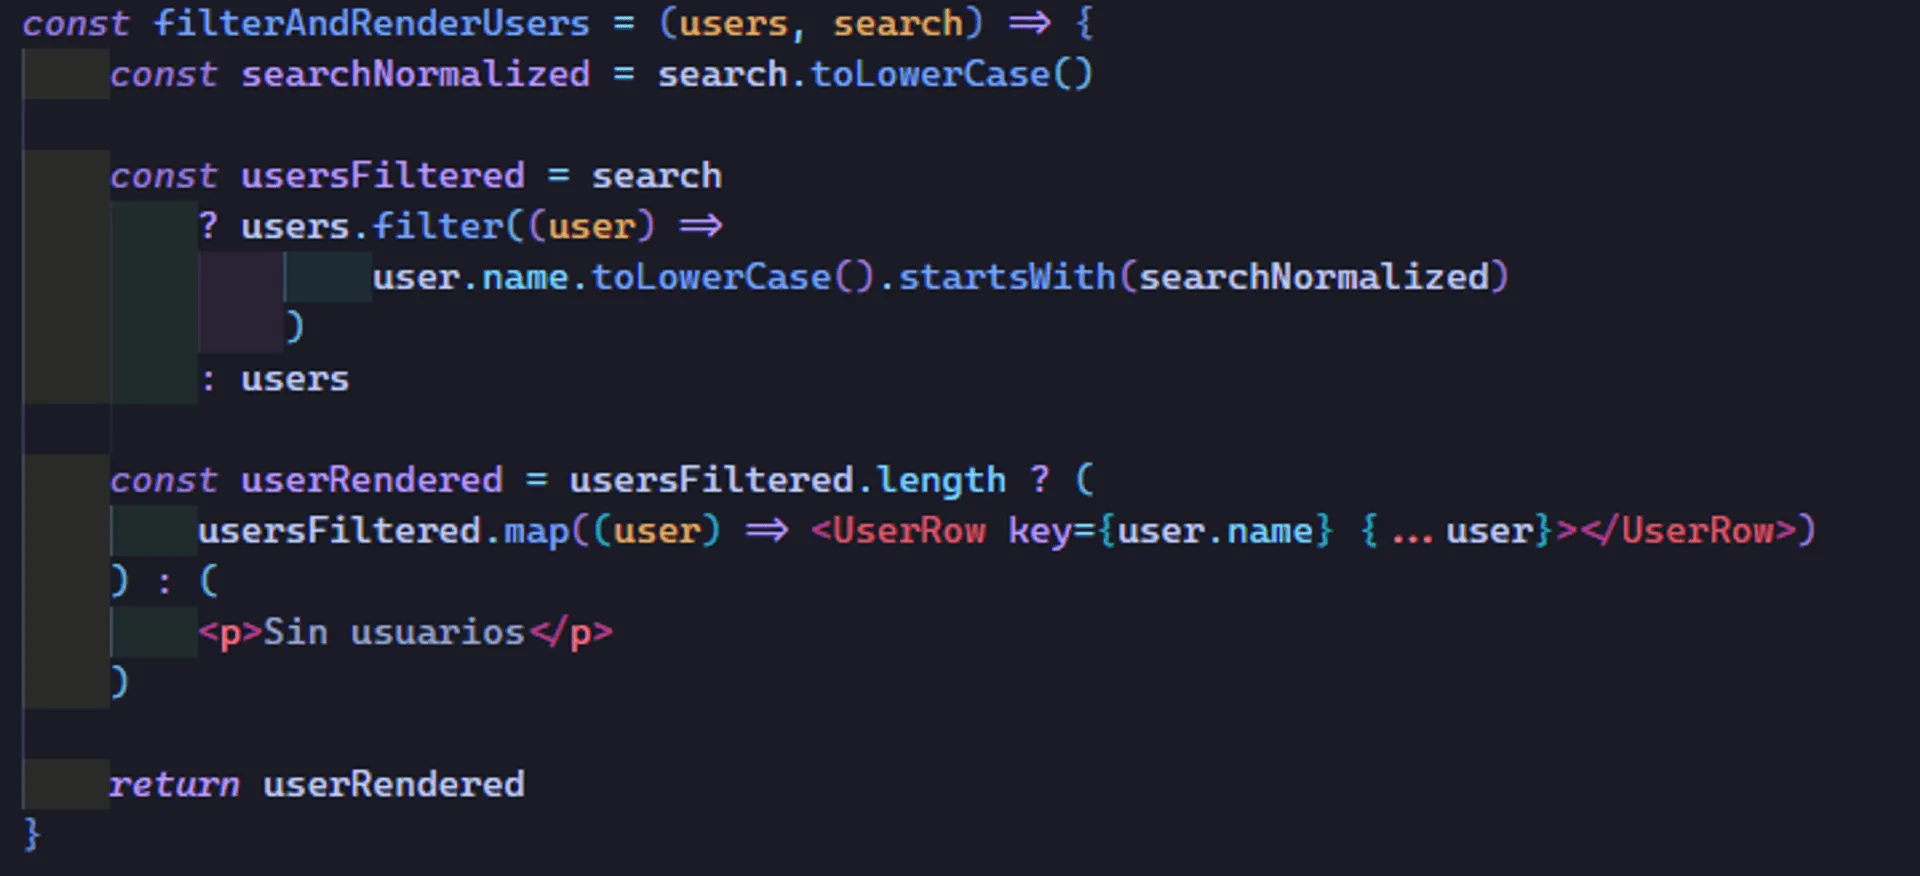 const filterAndRenderUsers = (users, search) => {
    const searchNormalized = search.toLowerCase()
    const usersFiltered = search
        ? users.filter((user) =>
                user.name.toLowerCase().startsWith(searchNormalized)
            )
        : users
    const userRendered = usersFiltered.length ? (
        usersFiltered.map((user) => <UserRow key={user.name} {...user}></UserRow>)
    ) : (
        <p>Sin usuarios</p>
    )
    return userRendered
}